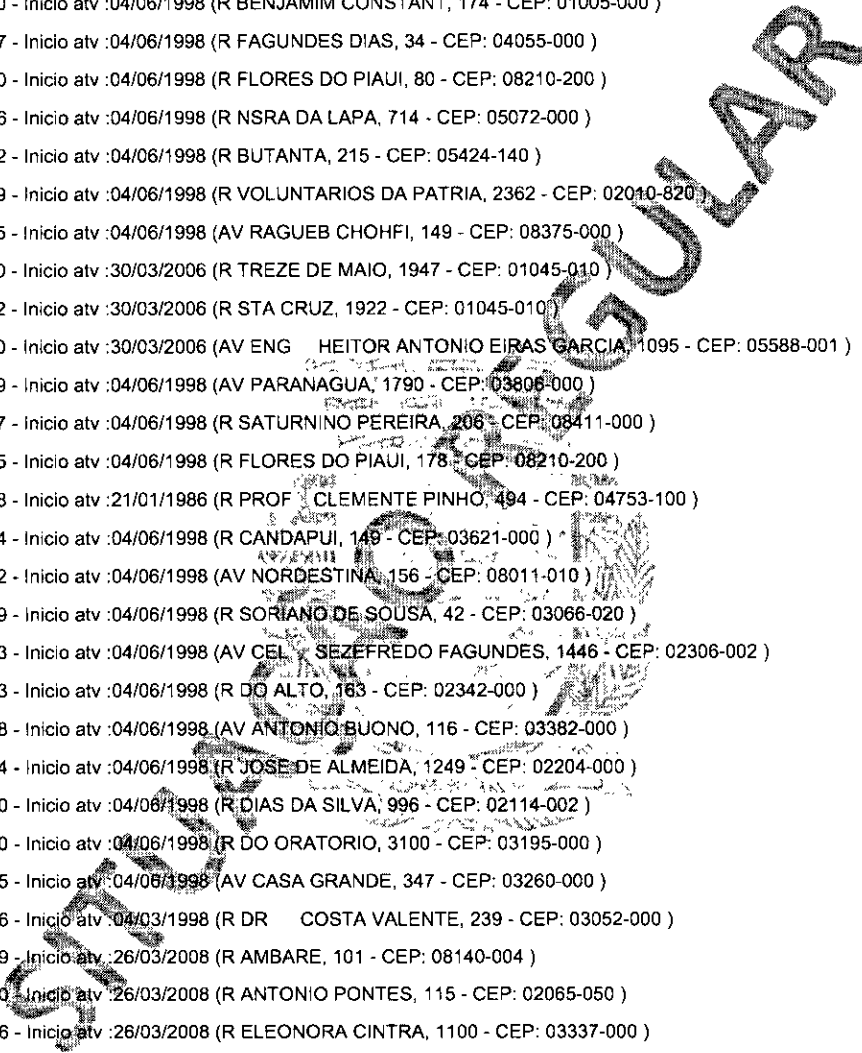 0 - Inicio atv :04/06/1998 (R BENJAMIM CONSTANT, 174 - CEP: 01005-000 )
7 - Inicio atv :04/06/1998 (R FAGUNDES DIAS, 34 - CEP: 04055-000 )
0 - Inicio atv :04/06/1998 (R FLORES DO PIAUI, 80 - CEP: 08210-200 )
6 - Inicio atv :04/06/1998 (R NSRA DA LAPA, 714 - CEP: 05072-000 )
2 - Inicio atv :04/06/1998 (R BUTANTA, 215 - CEP: 05424-140 )
9 - Inicio atv :04/06/1998 (R VOLUNTARIOS DA PATRIA, 2362 - CEP: 02010-820 )
5 - Inicio atv :04/06/1998 (AV RAGUEB CHOHFI, 149 - CEP: 08375-000 )
0 - Inicio atv :30/03/2006 (R TREZE DE MAIO, 1947 - CEP: 01045-010 )
2 - Inicio atv :30/03/2006 (R STA CRUZ, 1922 - CEP: 01045-010 )
0 - Inicio atv :30/03/2006 (AV ENG HEITOR ANTONIO EIRAS GARCIA, 1095 - CEP: 05588-001 )
9 - Inicio atv :04/06/1998 (AV PARANAGUA, 1790 - CEP: 03806-000 )
7 - Inicio atv :04/06/1998 (R SATURNINO PEREIRA, 206 - CEP: 08411-000 )
5 - Inicio atv :04/06/1998 (R FLORES DO PIAUI, 178 - CEP: 08210-200 )
8 - Inicio atv :21/01/1986 (R PROF CLEMENTE PINHO, 494 - CEP: 04753-100 )
4 - Inicio atv :04/06/1998 (R CANDAPUI, 149 - CEP: 03621-000 )
2 - Inicio atv :04/06/1998 (AV NORDESTINA, 156 - CEP: 08011-010 )
9 - Inicio atv :04/06/1998 (R SORIANO DE SOUSA, 42 - CEP: 03066-020 )
3 - Inicio atv :04/06/1998 (AV CEL SEZEFREDO FAGUNDES, 1446 - CEP: 02306-002 )
3 - Inicio atv :04/06/1998 (R DO ALTO, 163 - CEP: 02342-000 )
8 - Inicio atv :04/06/1998 (AV ANTONIO BUONO, 116 - CEP: 03382-000 )
4 - Inicio atv :04/06/1998 (R JOSE DE ALMEIDA, 1249 - CEP: 02204-000 )
0 - Inicio atv :04/06/1998 (R DIAS DA SILVA, 996 - CEP: 02114-002 )
0 - Inicio atv :04/06/1998 (R DO ORATORIO, 3100 - CEP: 03195-000 )
5 - Inicio atv :04/06/1998 (AV CASA GRANDE, 347 - CEP: 03260-000 )
6 - Inicio atv :04/03/1998 (R DR COSTA VALENTE, 239 - CEP: 03052-000 )
9 - Inicio atv :26/03/2008 (R AMBARE, 101 - CEP: 08140-004 )
0 - Inicio atv :26/03/2008 (R ANTONIO PONTES, 115 - CEP: 02065-050 )
6 - Inicio atv :26/03/2008 (R ELEONORA CINTRA, 1100 - CEP: 03337-000 )
SITUACAO REGULAR